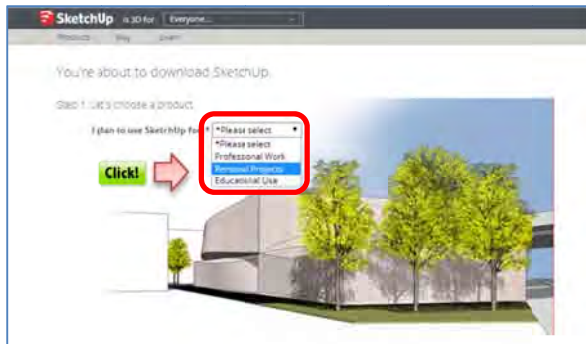 SketchUp is 3D for Everyone...
Products Buy Learn
You're about to download SketchUp.
Step 1. Let's choose a product
I plan to use SketchUp for * *Please select
*Please select
Professional Work
Click! Personal Projects
Educational Use